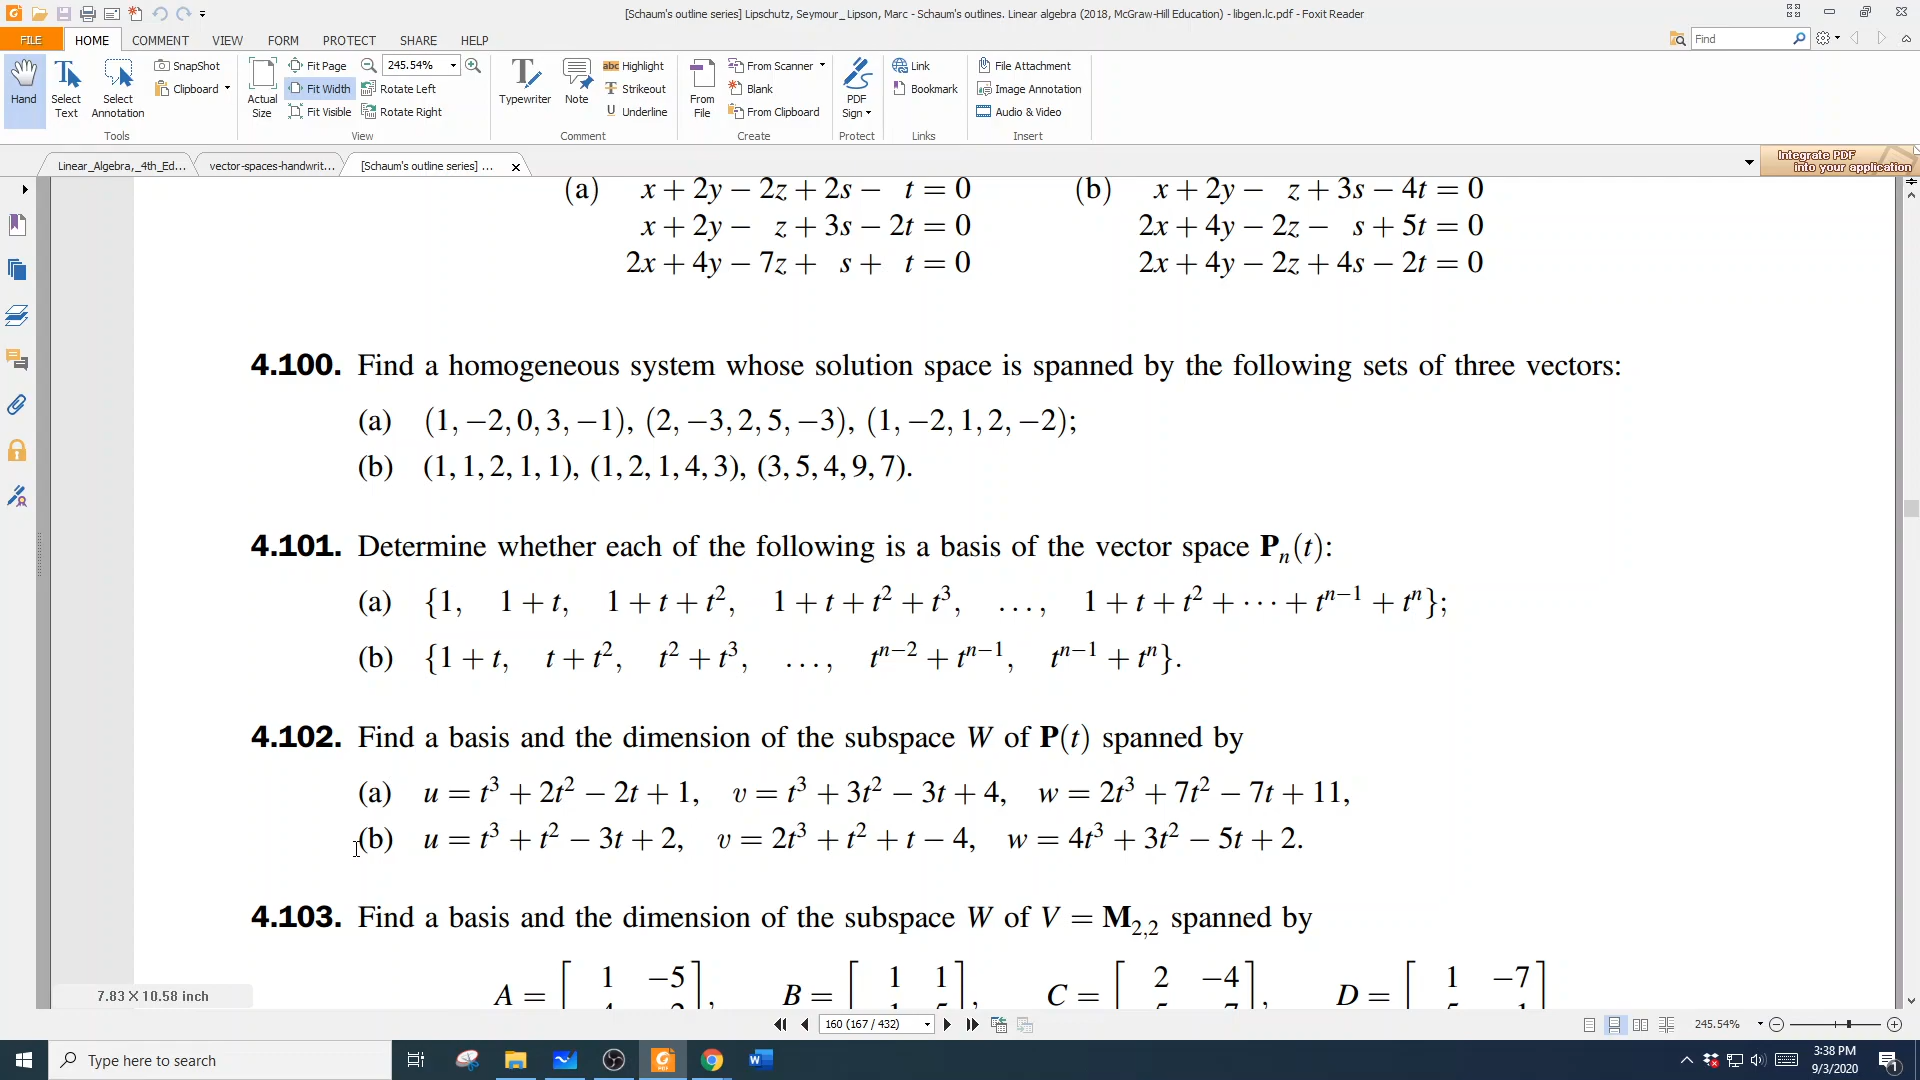 [Schaum's outline series] Lipschutz, Seymour_ Lipson, Marc - Schaum's outlines. Linear algebra (2018, McGraw-Hill Education) - libgen.lc.pdf - Foxit Reader
FILE HOME COMMENT VIEW FORM PROTECT SHARE HELP
Find
Hand
Select Text
Select Annotation
SnapShot
Clipboard
Tools
Actual Size
Fit Page
Fit Width
Fit Visible
245.54%
Rotate Left
Rotate Right
View
Typewriter
Note
Highlight
Strikeout
Underline
Comment
From File
From Scanner
Blank
From Clipboard
Create
PDF Sign
Protect
Link
Bookmark
Links
File Attachment
Image Annotation
Audio & Video
Insert
Linear_Algebra,_4th_Ed... vector-spaces-handwrit... [Schaum's outline series] ...
Integrate PDF
into your application
(a) x + 2y − 2z + 2s − t = 0 (b) x + 2y − z + 3s − 4t = 0
x + 2y − z + 3s − 2t = 0 2x + 4y − 2z − s + 5t = 0
2x + 4y − 7z + s + t = 0 2x + 4y − 2z + 4s − 2t = 0
4.100. Find a homogeneous system whose solution space is spanned by the following sets of three vectors:
(a) (1, −2, 0, 3, −1), (2, −3, 2, 5, −3), (1, −2, 1, 2, −2);
(b) (1, 1, 2, 1, 1), (1, 2, 1, 4, 3), (3, 5, 4, 9, 7).
4.101. Determine whether each of the following is a basis of the vector space Pₙ(t):
(a) {1, 1 + t, 1 + t + t², 1 + t + t² + t³, ..., 1 + t + t² + ··· + tⁿ⁻¹ + tⁿ};
(b) {1 + t, t + t², t² + t³, ..., tⁿ⁻² + tⁿ⁻¹, tⁿ⁻¹ + tⁿ}.
4.102. Find a basis and the dimension of the subspace W of P(t) spanned by
(a) u = t³ + 2t² − 2t + 1, v = t³ + 3t² − 3t + 4, w = 2t³ + 7t² − 7t + 11,
(b) u = t³ + t² − 3t + 2, v = 2t³ + t² + t − 4, w = 4t³ + 3t² − 5t + 2.
4.103. Find a basis and the dimension of the subspace W of V = M₂,₂ spanned by
1 −5 1 1 2 −4 1 −7
A = , B = , C = , D =
7.83 X 10.58 inch
160 (167 / 432)
245.54%
Type here to search
3:38 PM
9/3/2020
1